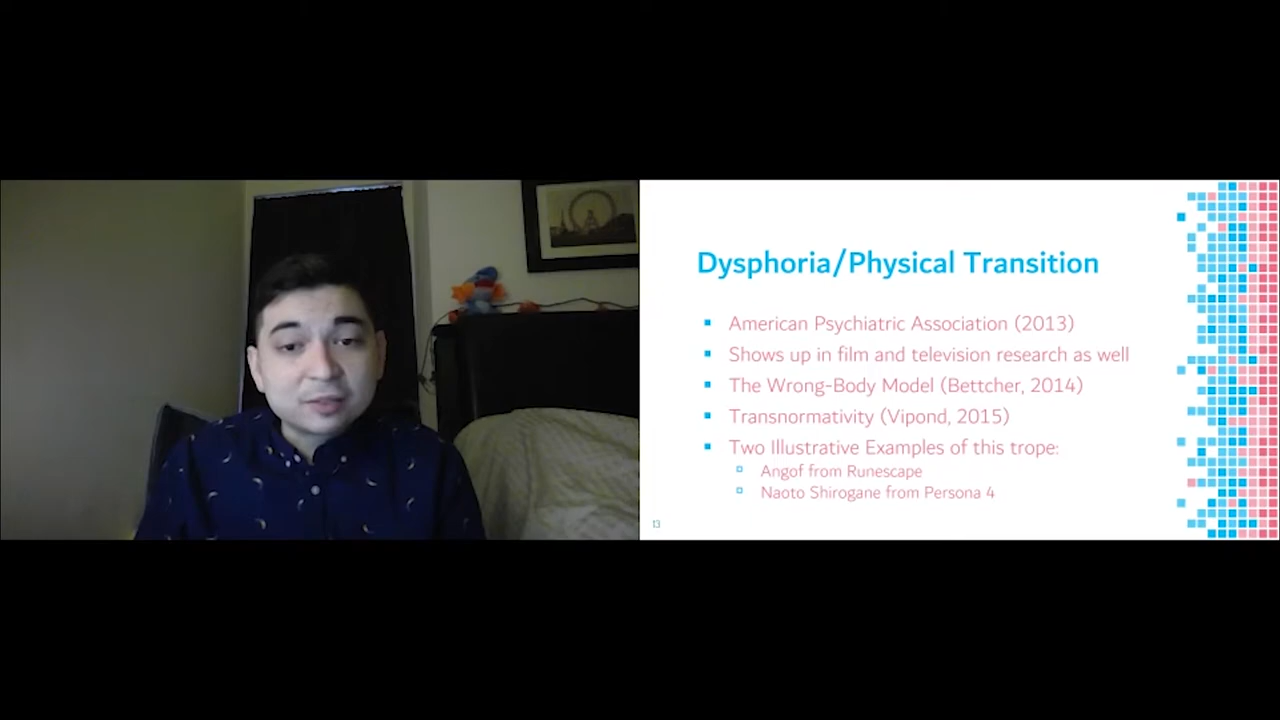 Dysphoria/Physical Transition
American Psychiatric Association (2013)
Shows up in film and television research as well
The Wrong-Body Model (Bettcher, 2014)
Transnormativity (Vipond, 2015)
Two Illustrative Examples of this trope:
Angof from Runescape
Naoto Shirogane from Persona 4
13